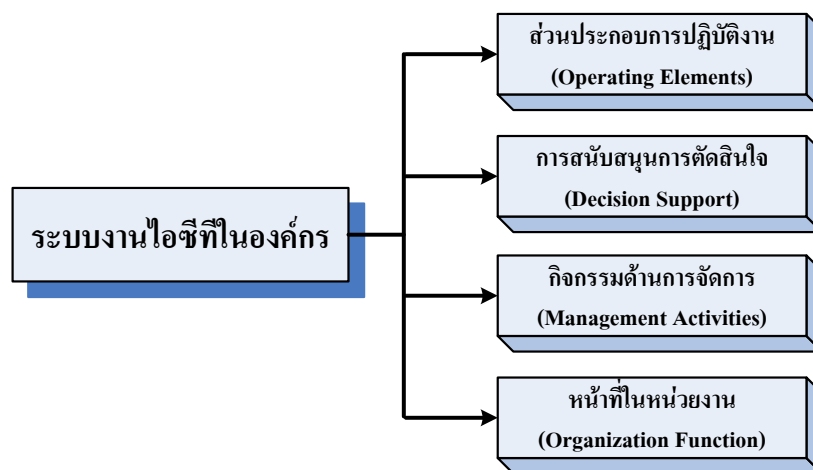 ส่วนประกอบการปฏิบัติงาน
(Operating Elements)
การสนับสนุนการตัดสินใจ
(Decision Support)
ระบบงานไอซีทีในองค์กร
กิจกรรมด้านการจัดการ
(Management Activities)
หน้าที่ในหน่วยงาน
(Organization Function)